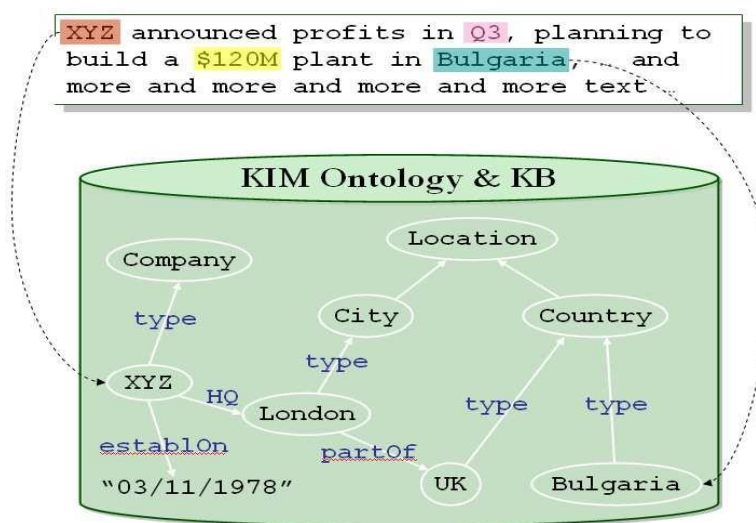 XYZ announced profits in Q3, planning to
build a $120M plant in Bulgaria, and
more and more and more and more text
KIM Ontology & KB
Location
Company
City
Country
type
type
XYZ
HQ
London
type
type
establOn
partOf
"03/11/1978"
UK
Bulgaria